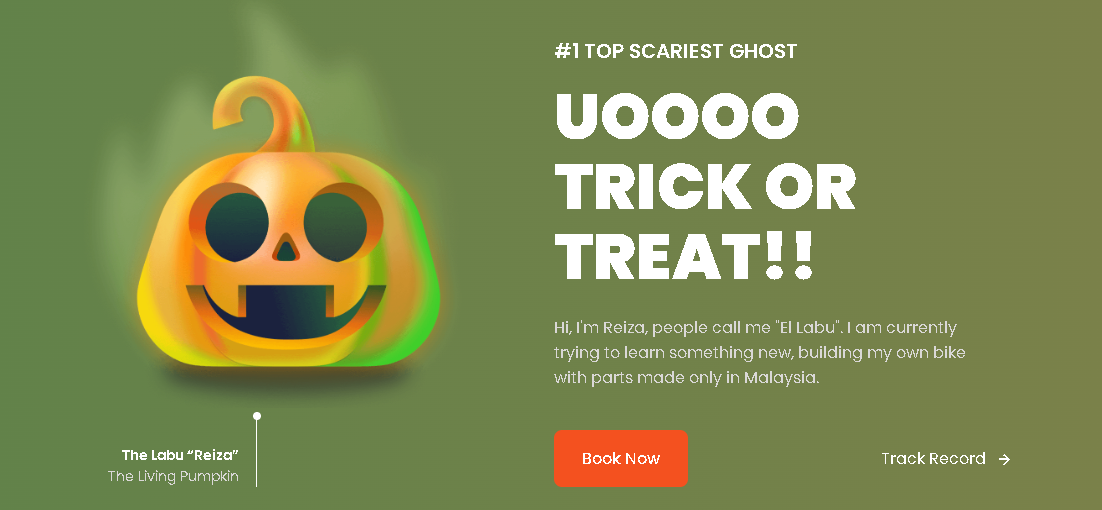 #1 TOP SCARIEST GHOST
UOOOO
TRICK OR
TREAT!!
Hi, I'm Reiza, people call me "El Labu". I am currently
trying to learn something new, building my own bike
with parts made only in Malaysia.
Book Now
Track Record →
The Labu “Reiza”
The Living Pumpkin